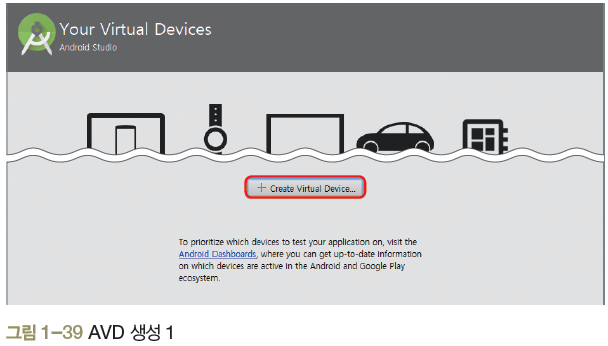 Your Virtual Devices
Android Studio
+ Create Virtual Device...
To prioritize which devices to test your application on, visit the
Android Dashboards, where you can get up-to-date information
on which devices are active in the Android and Google Play
ecosystem.
그림 1-39 AVD 생성 1